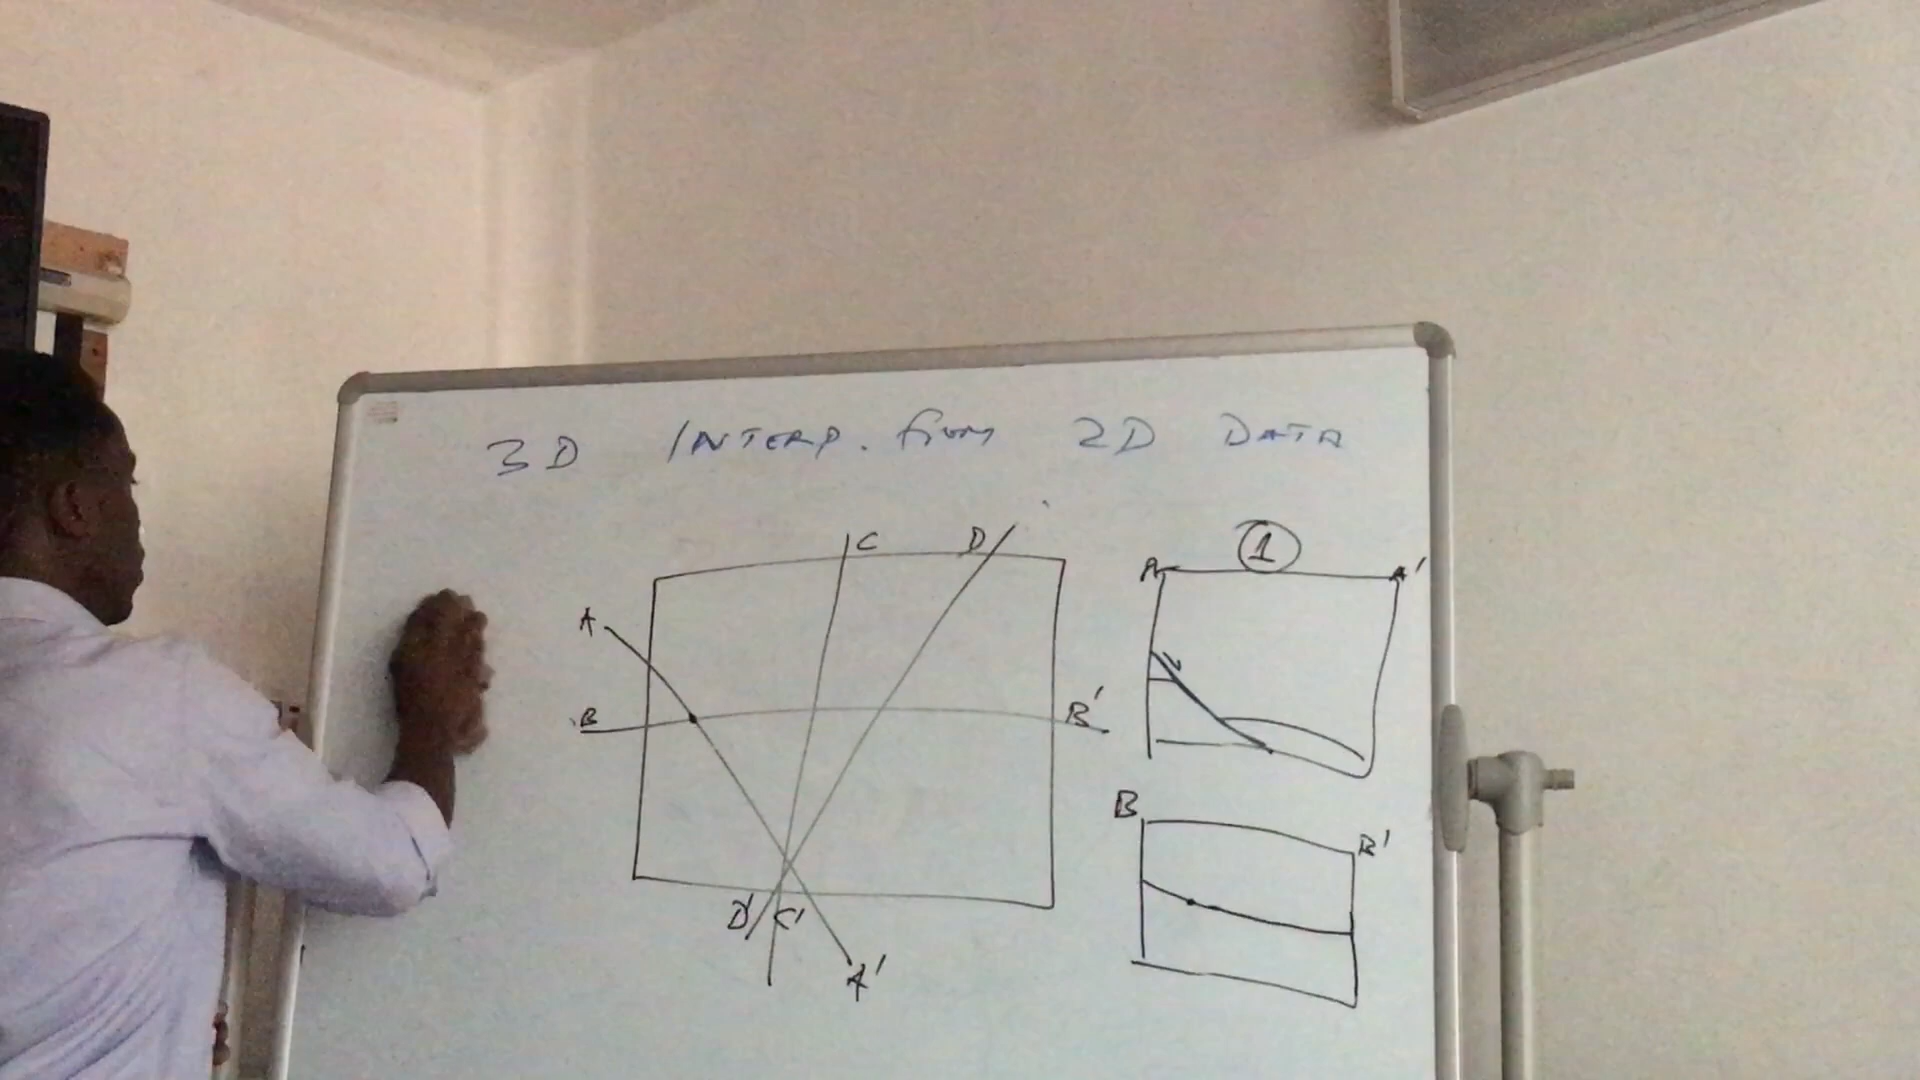 3D INTERP. from 2D DATA
C D
1
A A'
A
B B'
B
B'
D' C'
A'